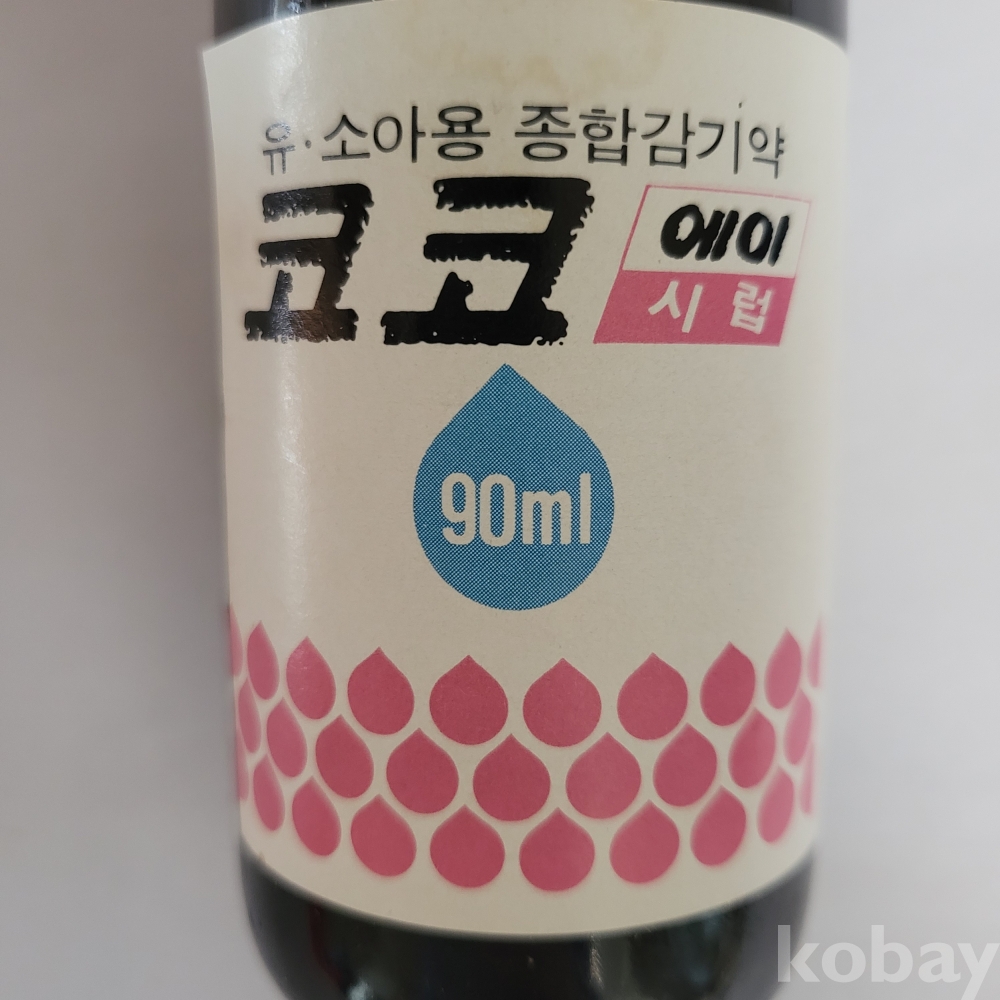 유·소아용 종합감기약
코코 에이
시럽
90ml
kobay